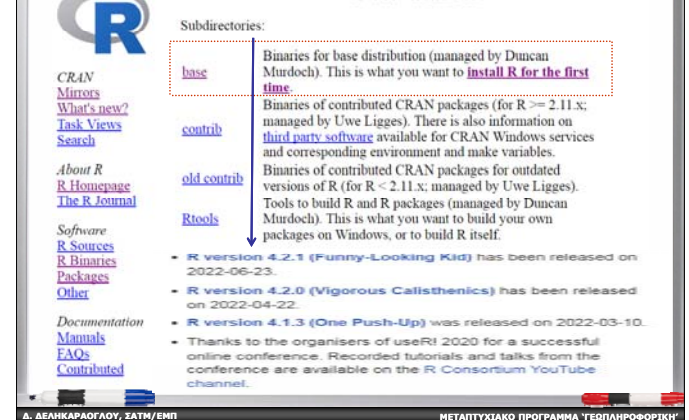 R
CRAN
Mirrors
What's new?
Task Views
Search
About R
R Homepage
The R Journal
Software
R Sources
R Binaries
Packages
Other
Documentation
Manuals
FAQs
Contributed
Subdirectories:
base
Binaries for base distribution (managed by Duncan
Murdoch). This is what you want to install R for the first
time.
contrib
Binaries of contributed CRAN packages (for R >= 2.11.x;
managed by Uwe Ligges). There is also information on
third party software available for CRAN Windows services
and corresponding environment and make variables.
old contrib
Binaries of contributed CRAN packages for outdated
versions of R (for R < 2.11.x; managed by Uwe Ligges).
Rtools
Tools to build R and R packages (managed by Duncan
Murdoch). This is what you want to build your own
packages on Windows, or to build R itself.
• R version 4.2.1 (Funny-Looking Kid) has been released on
2022-06-23.
• R version 4.2.0 (Vigorous Calisthenics) has been released
on 2022-04-22.
• R version 4.1.3 (One Push-Up) was released on 2022-03-10.
• Thanks to the organisers of useR! 2020 for a successful
online conference. Recorded tutorials and talks from the
conference are available on the R Consortium YouTube
channel.
Δ. ΔΕΛΗΚΑΡΑΟΓΛΟΥ, ΣΑΤΜ/ΕΜΠ
ΜΕΤΑΠΤΥΧΙΑΚΟ ΠΡΟΓΡΑΜΜΑ 'ΓΕΩΠΛΗΡΟΦΟΡΙΚΗ'